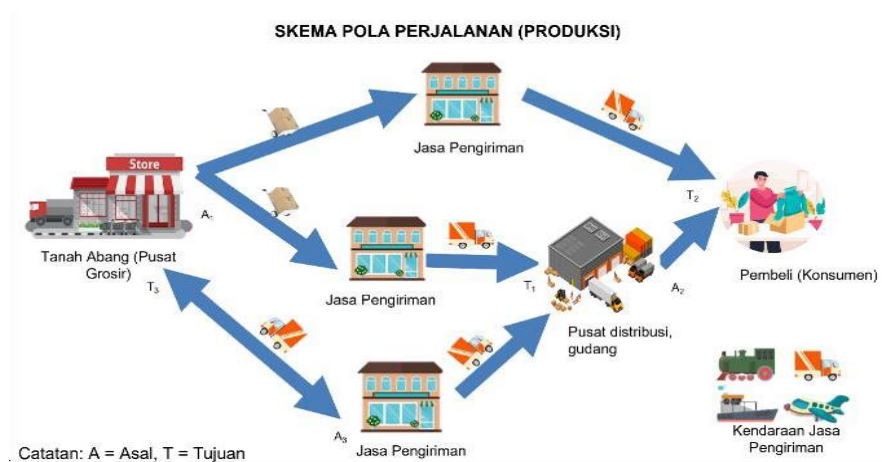 SKEMA POLA PERJALANAN (PRODUKSI)
Jasa Pengiriman
Store
A₁
Tanah Abang (Pusat
Grosir)
T₃
Jasa Pengiriman
T₁
Pusat distribusi,
gudang
A₂
T₂
Pembeli (Konsumen)
A₃
Jasa Pengiriman
Kendaraan Jasa
Pengiriman
Catatan: A = Asal, T = Tujuan